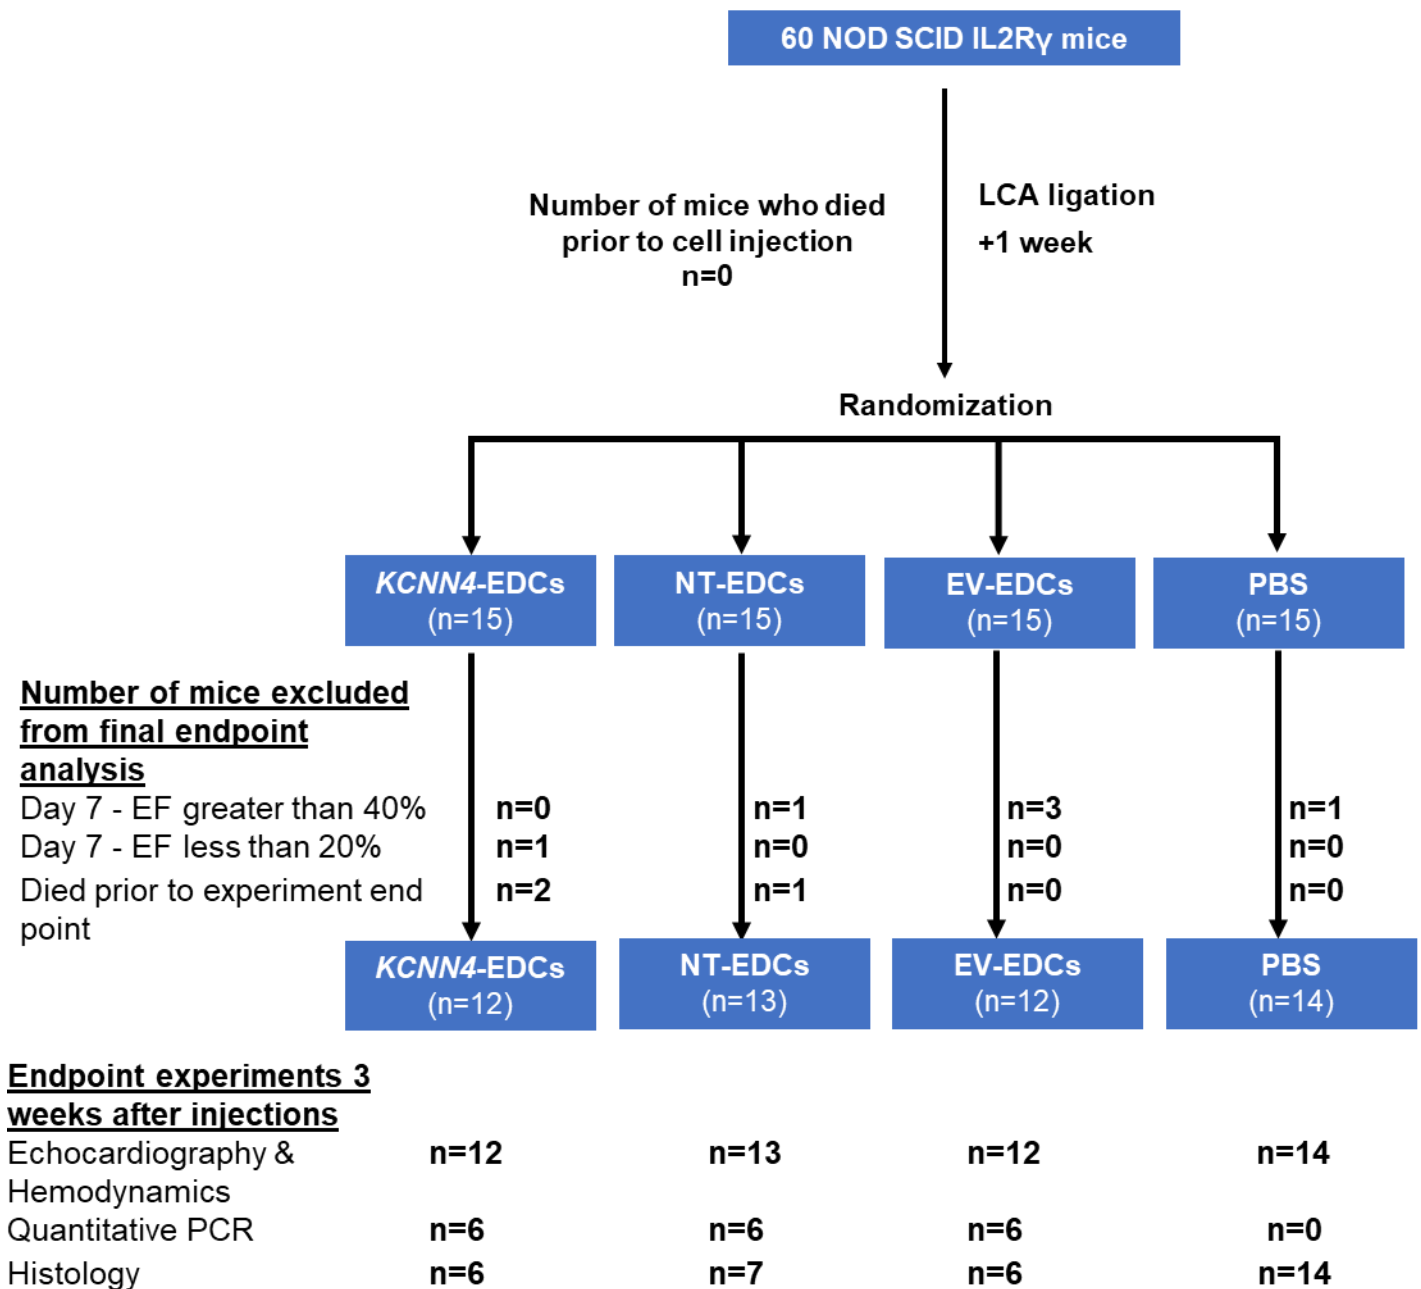 60 NOD SCID IL2Rγ mice
Number of mice who died
prior to cell injection
n=0
LCA ligation
+1 week
Randomization
KCNN4-EDCs
(n=15)
NT-EDCs
(n=15)
EV-EDCs
(n=15)
PBS
(n=15)
Number of mice excluded
from final endpoint
analysis
Day 7 - EF greater than 40% n=0 n=1 n=3 n=1
Day 7 - EF less than 20% n=1 n=0 n=0 n=0
Died prior to experiment end n=2 n=1 n=0 n=0
point
KCNN4-EDCs
(n=12)
NT-EDCs
(n=13)
EV-EDCs
(n=12)
PBS
(n=14)
Endpoint experiments 3
weeks after injections
Echocardiography & n=12 n=13 n=12 n=14
Hemodynamics
Quantitative PCR n=6 n=6 n=6 n=0
Histology n=6 n=7 n=6 n=14